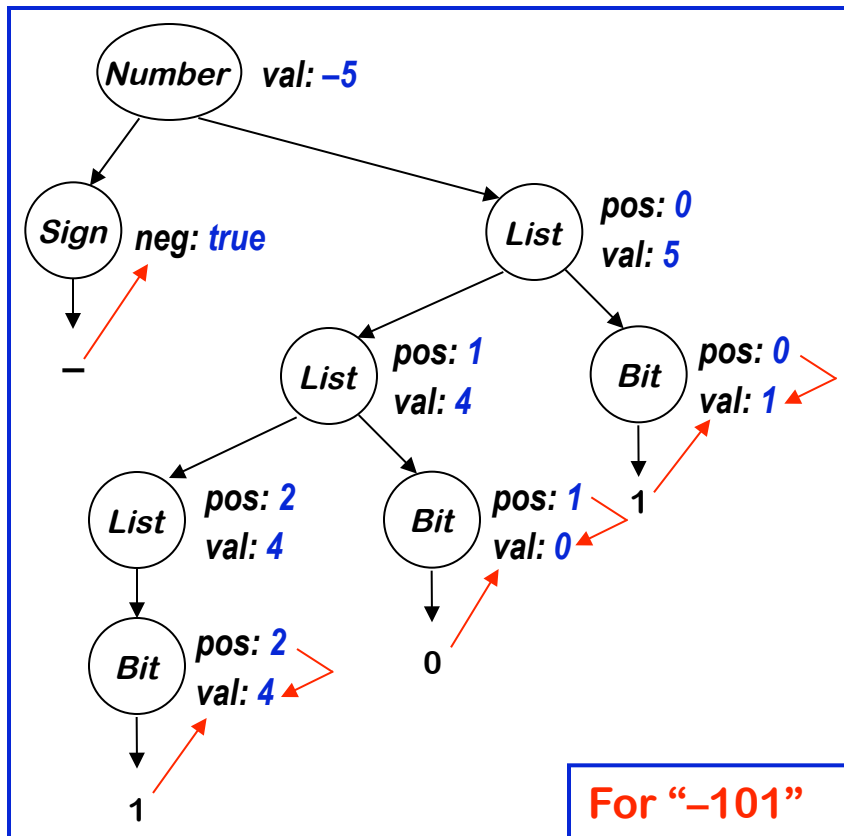 Number val: –5
Sign neg: true
List pos: 0
val: 5
–
List pos: 1
val: 4
Bit pos: 0
val: 1
List pos: 2
val: 4
Bit pos: 1
val: 0
1
Bit pos: 2
val: 4
0
1
For “–101”